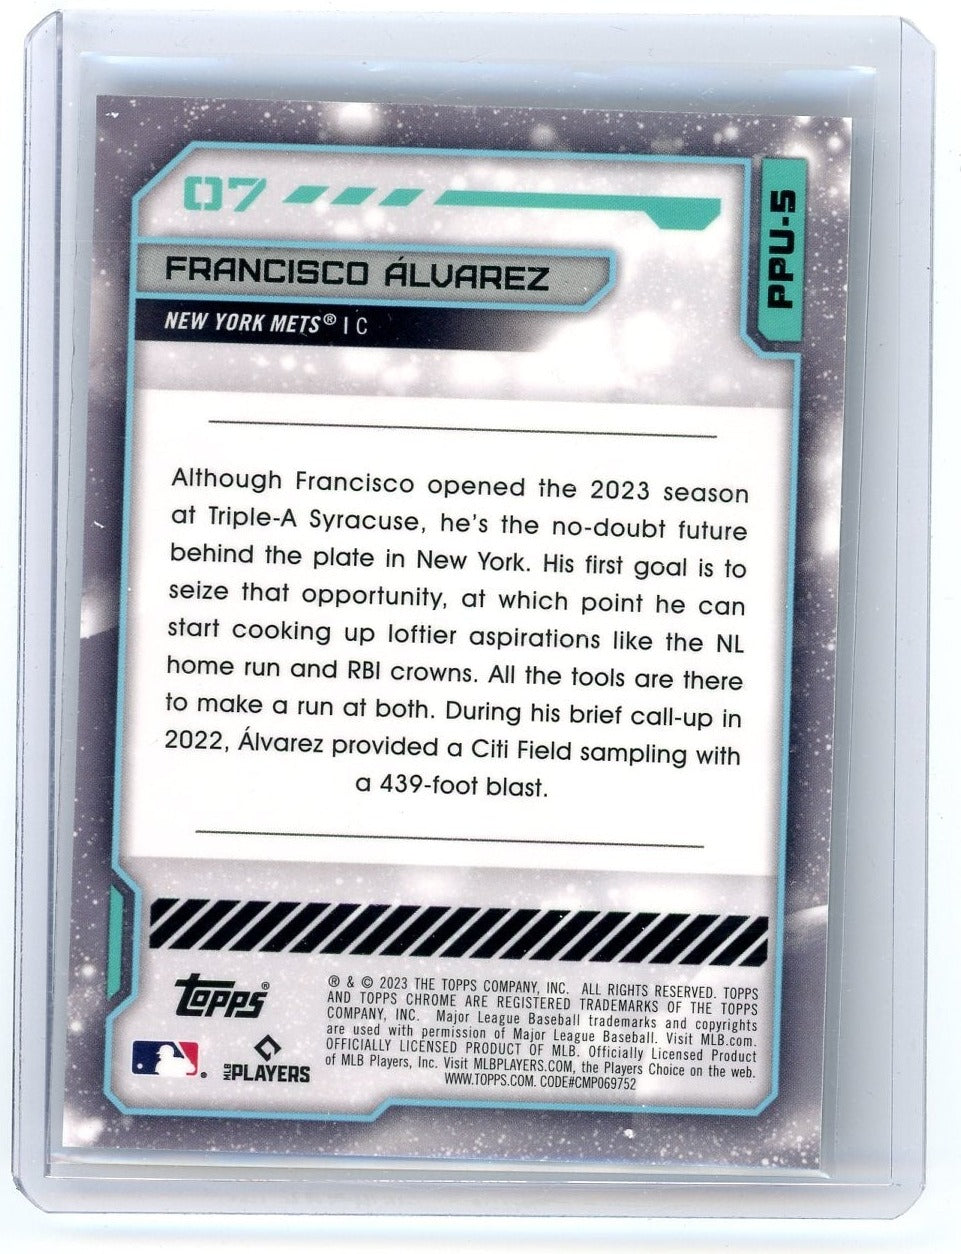 07
PPU-5
FRANCISCO ÁLVAREZ
NEW YORK METS® | C
Although Francisco opened the 2023 season
at Triple-A Syracuse, he's the no-doubt future
behind the plate in New York. His first goal is to
seize that opportunity, at which point he can
start cooking up loftier aspirations like the NL
home run and RBI crowns. All the tools are there
to make a run at both. During his brief call-up in
2022, Álvarez provided a Citi Field sampling with
a 439-foot blast.
Topps®
MLB PLAYERS
® & © 2023 THE TOPPS COMPANY, INC. ALL RIGHTS RESERVED. TOPPS
AND TOPPS CHROME ARE REGISTERED TRADEMARKS OF THE TOPPS
COMPANY, INC. Major League Baseball trademarks and copyrights
are used with permission of Major League Baseball. Visit MLB.com.
OFFICIALLY LICENSED PRODUCT OF MLB. Officially Licensed Product
of MLB Players, Inc. Visit MLBPLAYERS.COM, the Players Choice on the web.
WWW.TOPPS.COM. CODE#CMP069752